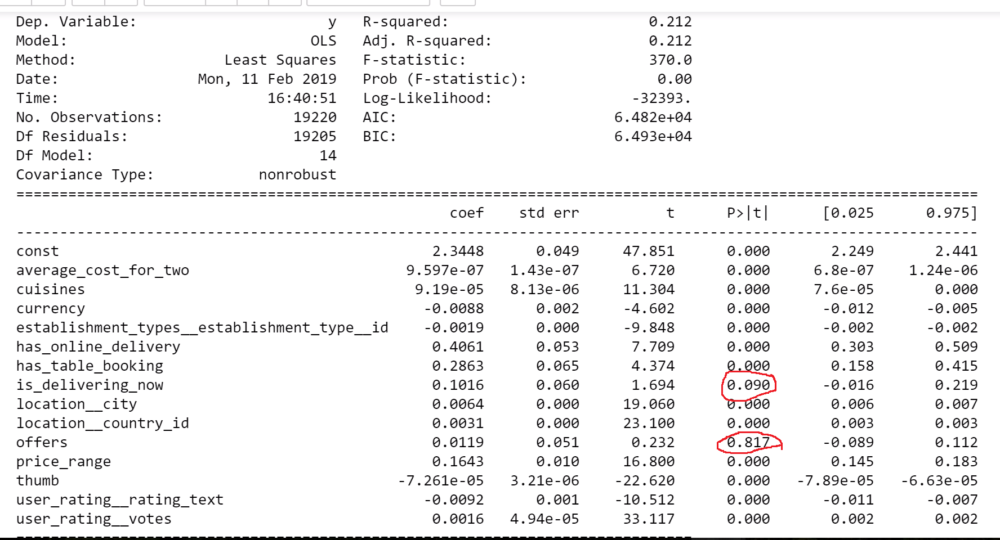 Dep. Variable: y R-squared: 0.212
Model: OLS Adj. R-squared: 0.212
Method: Least Squares F-statistic: 370.0
Date: Mon, 11 Feb 2019 Prob (F-statistic): 0.00
Time: 16:40:51 Log-Likelihood: -32393.
No. Observations: 19220 AIC: 6.482e+04
Df Residuals: 19205 BIC: 6.493e+04
Df Model: 14
Covariance Type: nonrobust
===============================================================================================================
coef std err t P>|t| [0.025 0.975]
---------------------------------------------------------------------------------------------------------------
const 2.3448 0.049 47.851 0.000 2.249 2.441
average_cost_for_two 9.597e-07 1.43e-07 6.720 0.000 6.8e-07 1.24e-06
cuisines 9.19e-05 8.13e-06 11.304 0.000 7.6e-05 0.000
currency -0.0088 0.002 -4.602 0.000 -0.012 -0.005
establishment_types__establishment_type__id -0.0019 0.000 -9.848 0.000 -0.002 -0.002
has_online_delivery 0.4061 0.053 7.709 0.000 0.303 0.509
has_table_booking 0.2863 0.065 4.374 0.000 0.158 0.415
is_delivering_now 0.1016 0.060 1.694 0.090 -0.016 0.219
location__city 0.0064 0.000 19.060 0.000 0.006 0.007
location__country_id 0.0031 0.000 23.100 0.000 0.003 0.003
offers 0.0119 0.051 0.232 0.817 -0.089 0.112
price_range 0.1643 0.010 16.800 0.000 0.145 0.183
thumb -7.261e-05 3.21e-06 -22.620 0.000 -7.89e-05 -6.63e-05
user_rating__rating_text -0.0092 0.001 -10.512 0.000 -0.011 -0.007
user_rating__votes 0.0016 4.94e-05 33.117 0.000 0.002 0.002